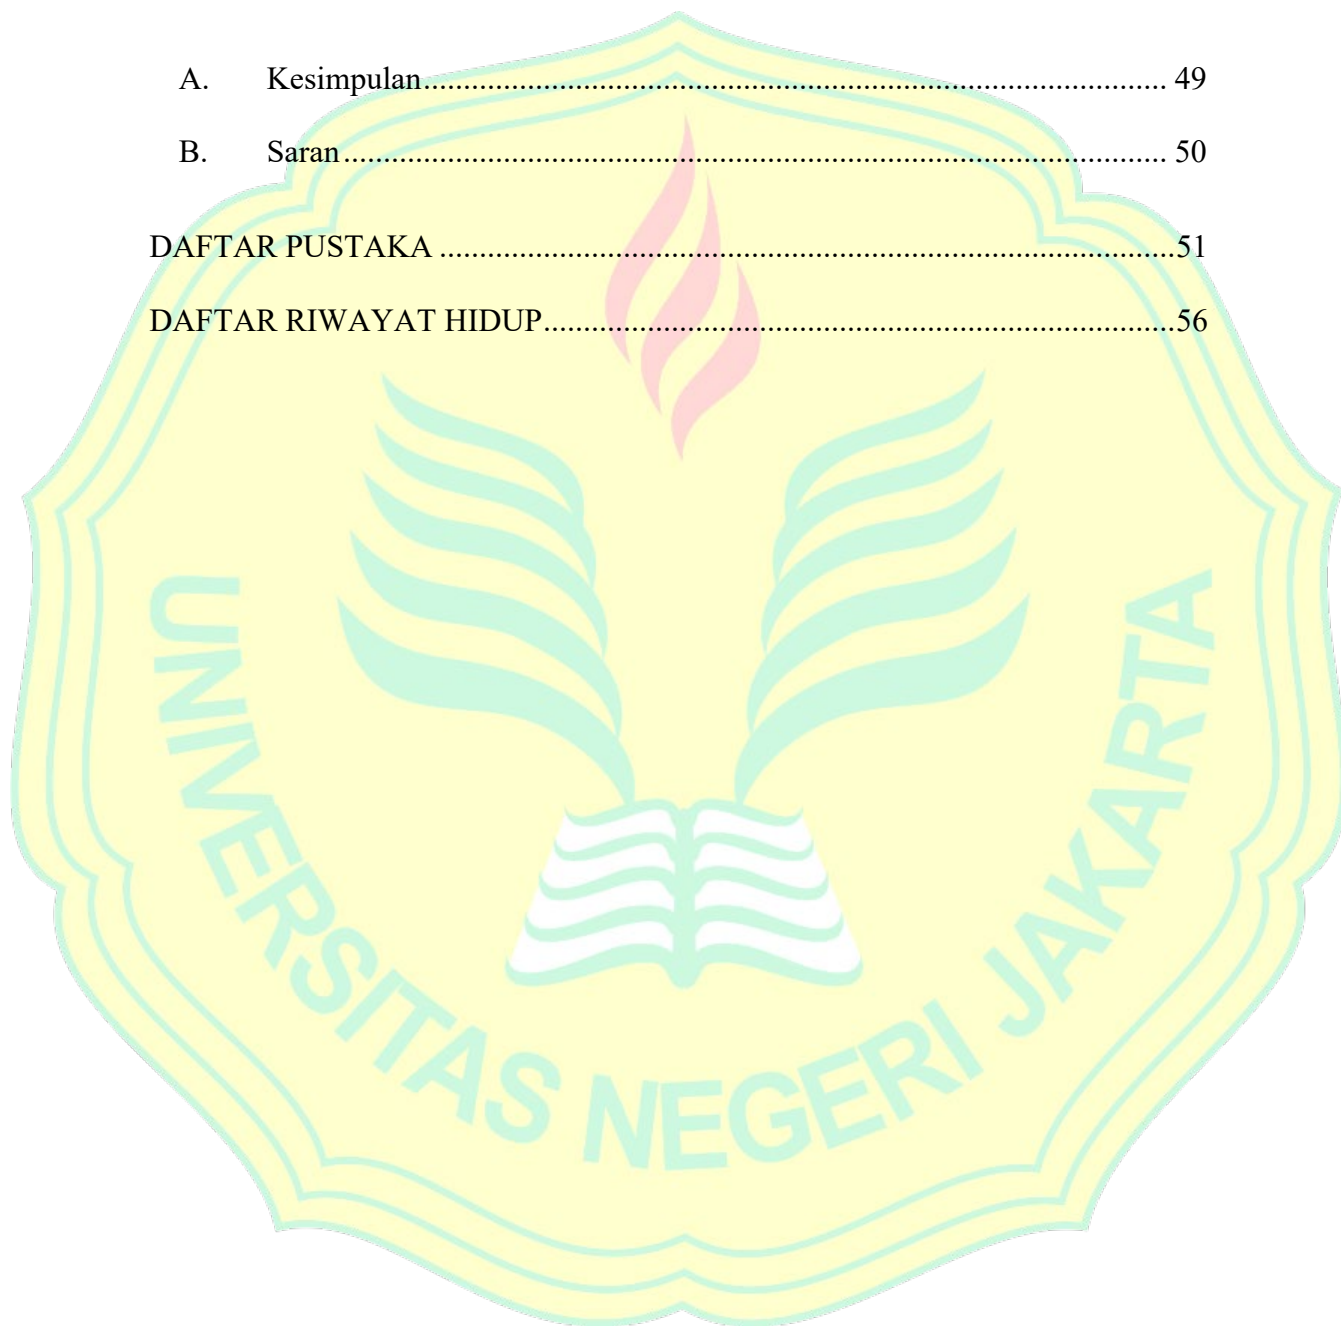 A. Kesimpulan.......... 49
B. Saran.......... 50
DAFTAR PUSTAKA ..........51
DAFTAR RIWAYAT HIDUP..........56
UNIVERSITAS NEGERI JAKARTA